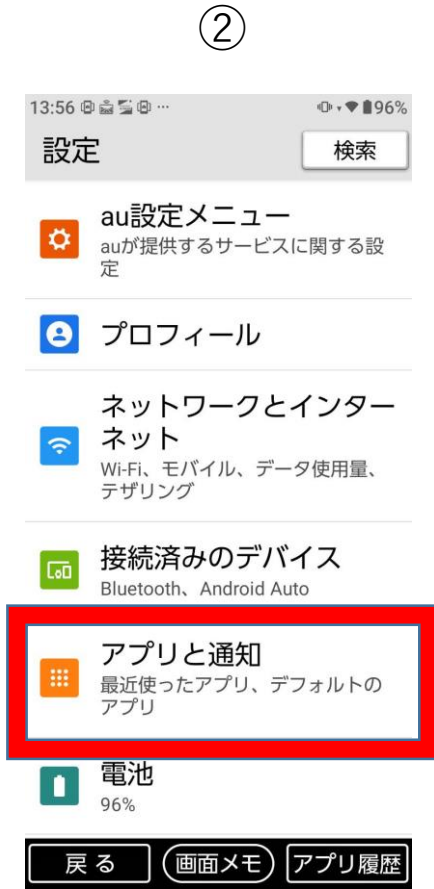 ②
13:56 96%
設定 検索
au設定メニュー
auが提供するサービスに関する設
定
プロフィール
ネットワークとインター
ネット
Wi-Fi、モバイル、データ使用量、
テザリング
接続済みのデバイス
Bluetooth、Android Auto
アプリと通知
最近使ったアプリ、デフォルトの
アプリ
電池
96%
戻る 画面メモ アプリ履歴